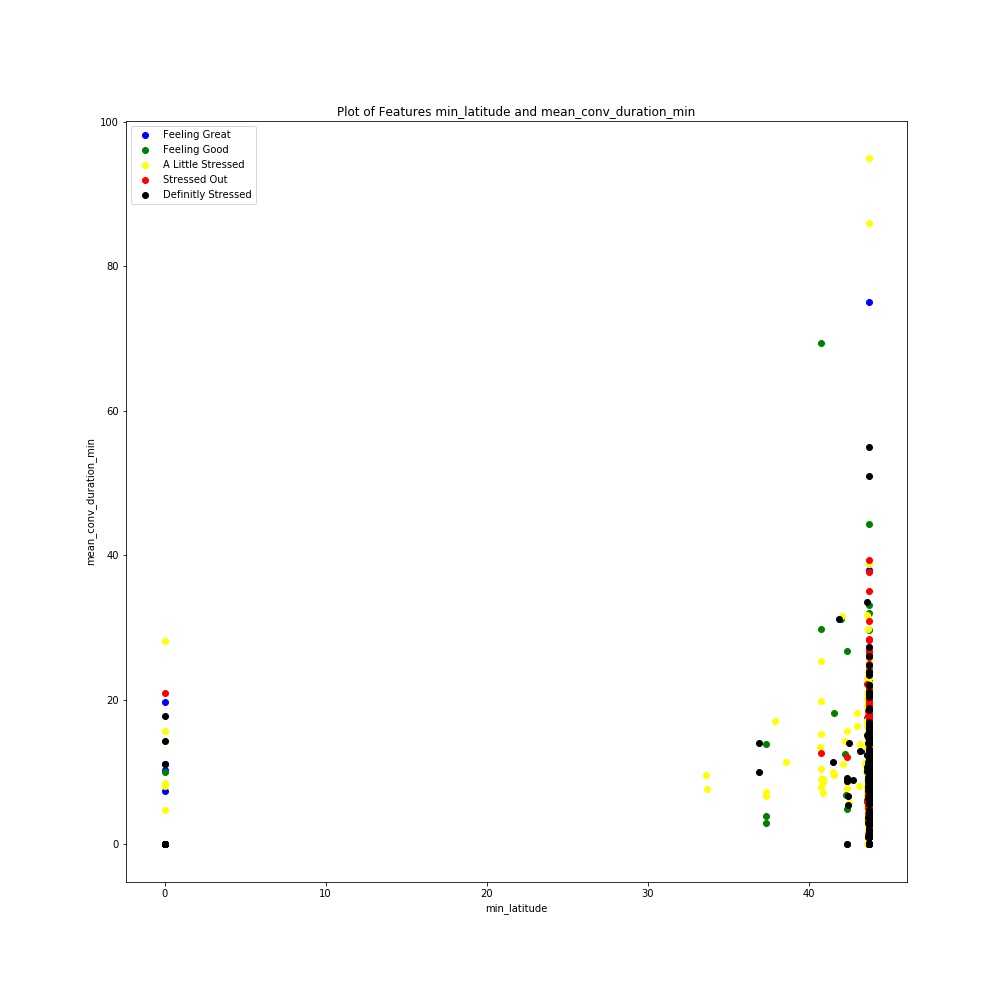 Plot of Features min_latitude and mean_conv_duration_min
100
Feeling Great
Feeling Good
A Little Stressed
Stressed Out
Definitly Stressed
80
60
mean_conv_duration_min
40
20
0
0 10 20 30 40
min_latitude